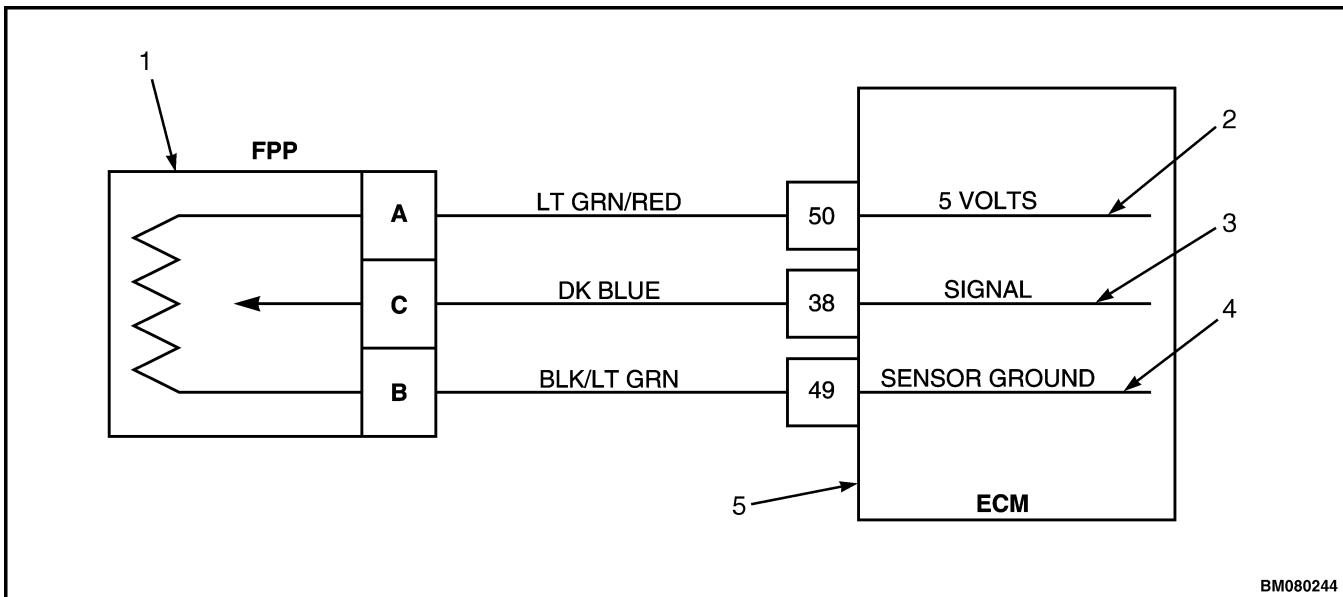 1
FPP
A
LT GRN/RED
50
5 VOLTS
2
C
DK BLUE
38
SIGNAL
3
B
BLK/LT GRN
49
SENSOR GROUND
4
5
ECM
BM080244